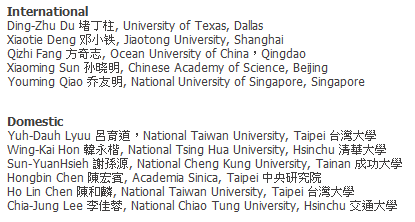 International
Ding-Zhu Du 堵丁柱, University of Texas, Dallas
Xiaotie Deng 邓小铁, Jiaotong University, Shanghai
Qizhi Fang 方奇志, Ocean University of China，Qingdao
Xiaoming Sun 孙晓明, Chinese Academy of Science, Beijing
Youming Qiao 乔友明, National University of Singapore, Singapore
Domestic
Yuh-Dauh Lyuu 呂育道，National Taiwan University, Taipei 台灣大學
Wing-Kai Hon 韓永楷, National Tsing Hua University, Hsinchu 清華大學
Sun-YuanHsieh 謝孫源, National Cheng Kung University, Tainan 成功大學
Hongbin Chen 陳宏賓, Academia Sinica, Taipei 中央研究院
Ho Lin Chen 陳和麟, National Taiwan University, Taipei 台灣大學
Chia-Jung Lee 李佳蓉, National Chiao Tung University, Hsinchu 交通大學